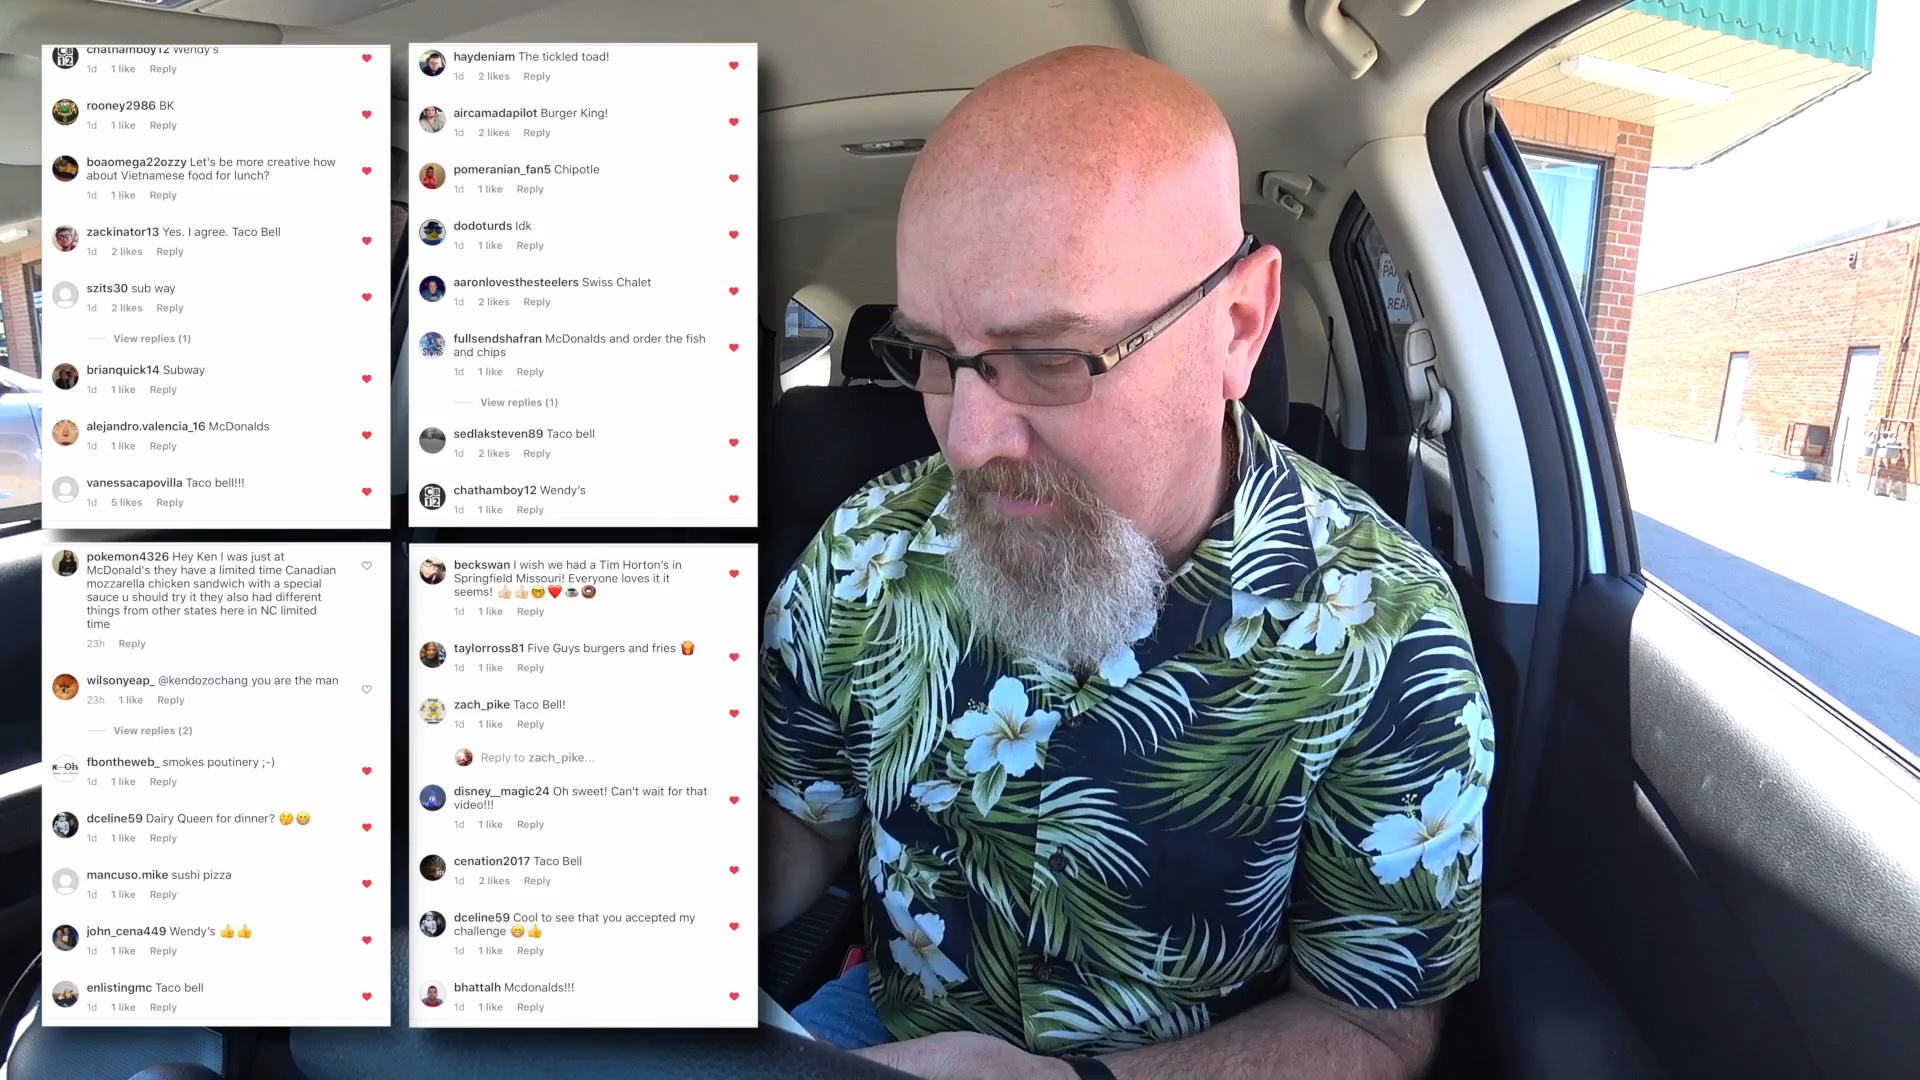 chathamboy12 Wendy's
1d 1 like Reply
rooney2986 BK
1d 1 like Reply
boaomega22ozzy Let's be more creative how
about Vietnamese food for lunch?
1d 1 like Reply
zackinator13 Yes. I agree. Taco Bell
1d 2 likes Reply
szits30 sub way
1d 2 likes Reply
View replies (1)
brianquick14 Subway
1d 1 like Reply
alejandro.valencia_16 McDonalds
1d 1 like Reply
vanessacapovilla Taco bell!!!
1d 5 likes Reply
haydeniam The tickled toad!
1d 2 likes Reply
aircamadapilot Burger King!
1d 2 likes Reply
pomeranian_fan5 Chipotle
1d 1 like Reply
dodoturds Idk
1d 1 like Reply
aaronlovesthesteelers Swiss Chalet
1d 2 likes Reply
fullsendshafran McDonalds and order the fish
and chips
1d 1 like Reply
View replies (1)
sedlaksteven89 Taco bell
1d 2 likes Reply
CB
12
chathamboy12 Wendy's
1d 1 like Reply
pokemon4326 Hey Ken I was just at
McDonald's they have a limited time Canadian
mozzarella chicken sandwich with a special
sauce u should try it they also had different
things from other states here in NC limited
time
23h Reply
wilsonyeap_ @kendozochang you are the man
23h 1 like Reply
View replies (2)
fbontheweb_ smokes poutinery ;-)
1d 1 like Reply
dceline59 Dairy Queen for dinner? 🤔😁
1d 1 like Reply
mancuso.mike sushi pizza
1d 1 like Reply
john_cena449 Wendy's 👍👍
1d 1 like Reply
enlistingmc Taco bell
1d 1 like Reply
beckswan I wish we had a Tim Horton's in
Springfield Missouri! Everyone loves it it
seems! 👍🏻👍🏻🤓❤️☕🍩
1d 1 like Reply
taylorross81 Five Guys burgers and fries 🍟
1d 1 like Reply
zach_pike Taco Bell!
1d 1 like Reply
Reply to zach_pike...
disney__magic24 Oh sweet! Can't wait for that
video!!!
1d 1 like Reply
cenation2017 Taco Bell
1d 2 likes Reply
dceline59 Cool to see that you accepted my
challenge 😁👍
1d 1 like Reply
bhattalh Mcdonalds!!!
1d 1 like Reply
IN
REAR